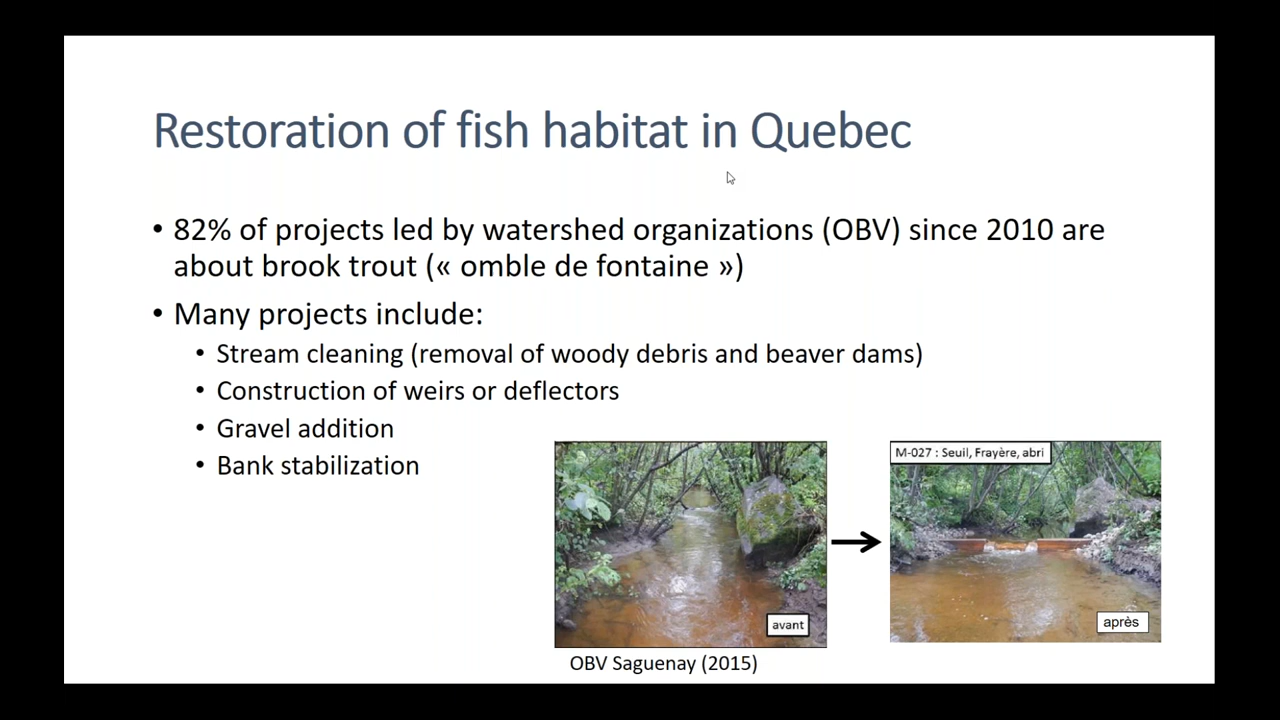 Restoration of fish habitat in Quebec
• 82% of projects led by watershed organizations (OBV) since 2010 are
about brook trout (« omble de fontaine »)
• Many projects include:
• Stream cleaning (removal of woody debris and beaver dams)
• Construction of weirs or deflectors
• Gravel addition
• Bank stabilization
M-027 : Seuil, Frayère, abri
avant
après
OBV Saguenay (2015)